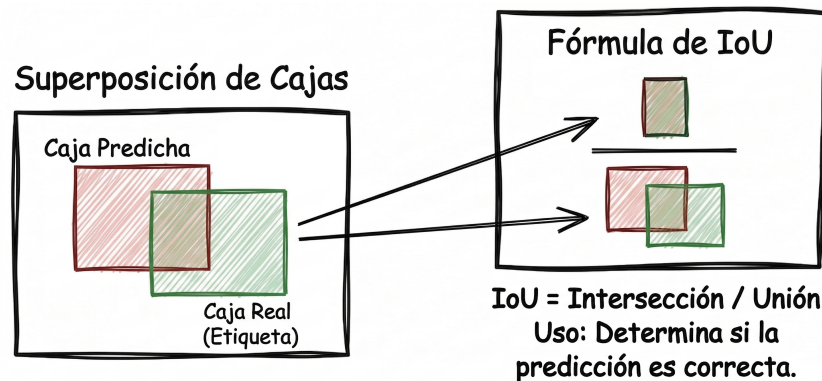 Superposición de Cajas
Caja Predicha
Caja Real
(Etiqueta)
Fórmula de IoU
IoU = Intersección / Unión
Uso: Determina si la
predicción es correcta.